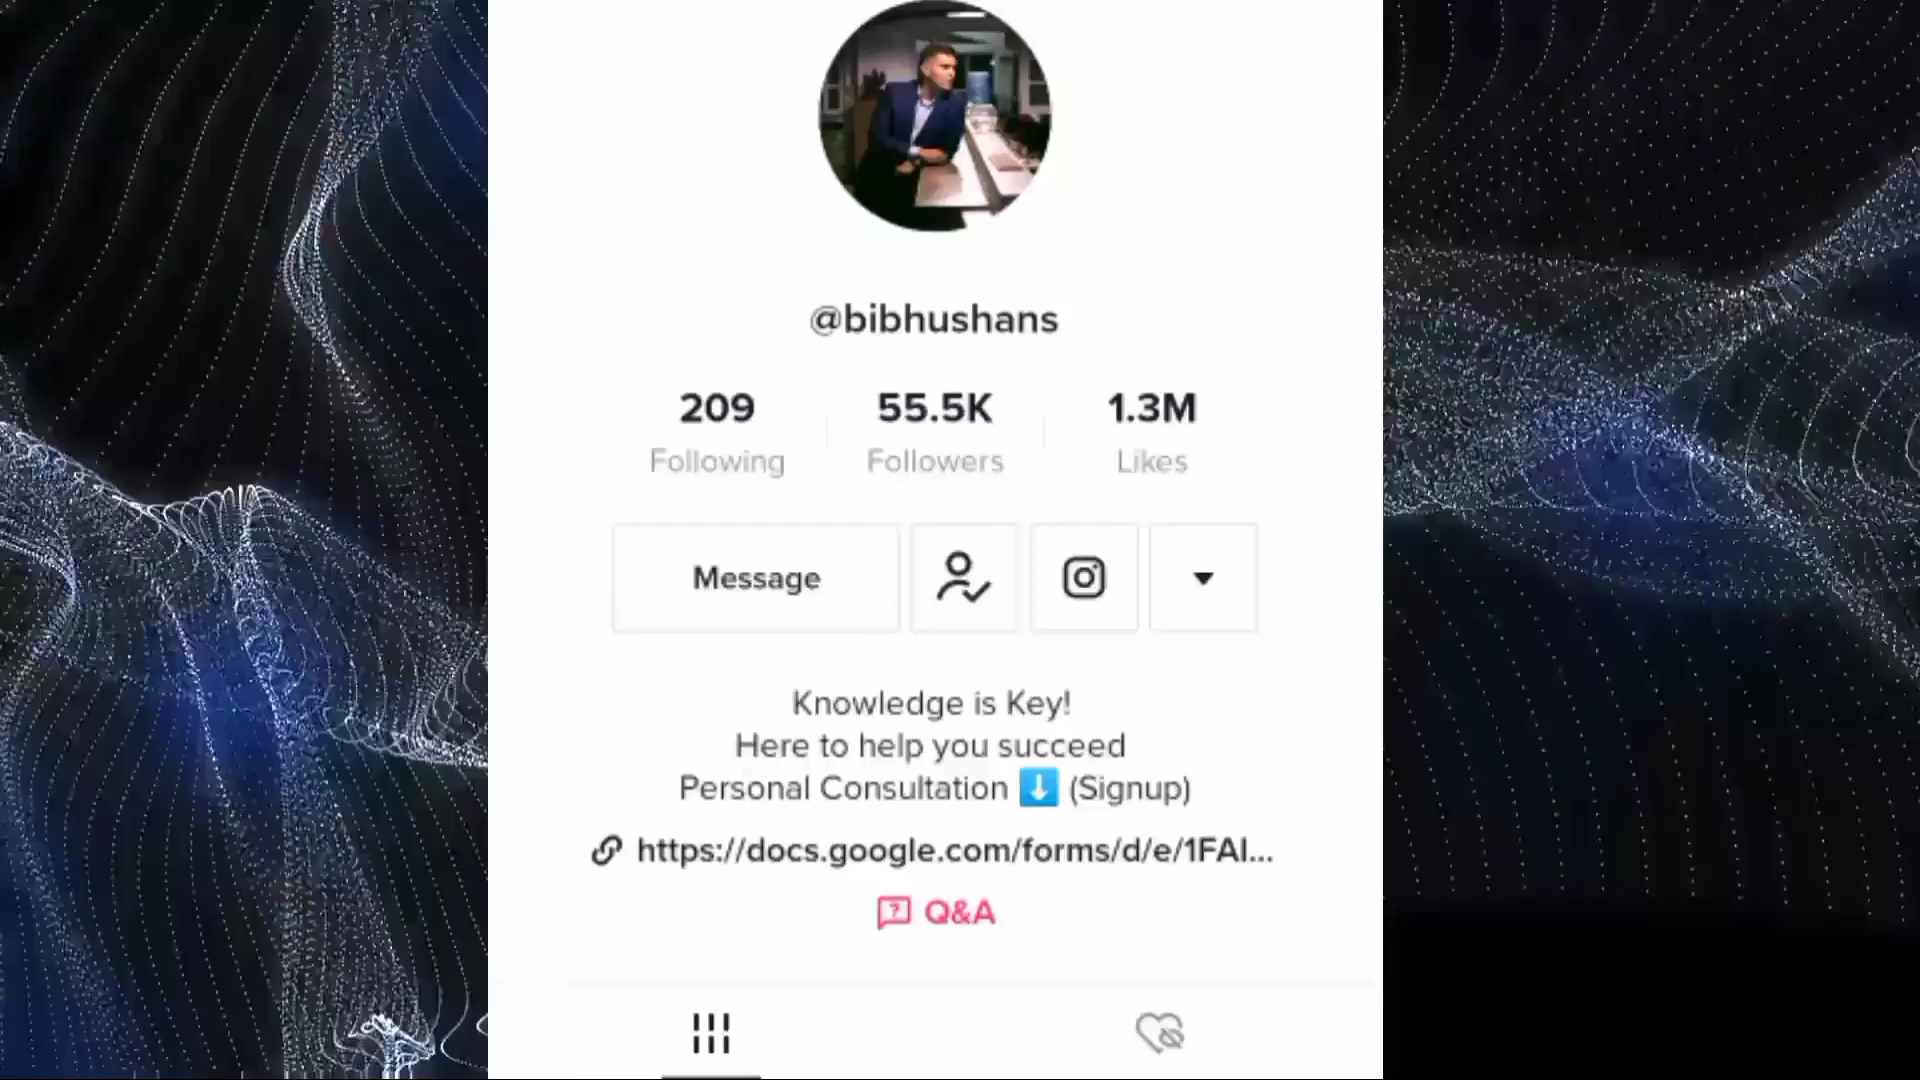 @bibhushans
209 55.5K 1.3M
Following Followers Likes
Message
Knowledge is Key!
Here to help you succeed
Personal Consultation ⬇️ (Signup)
https://docs.google.com/forms/d/e/1FAI...
Q&A